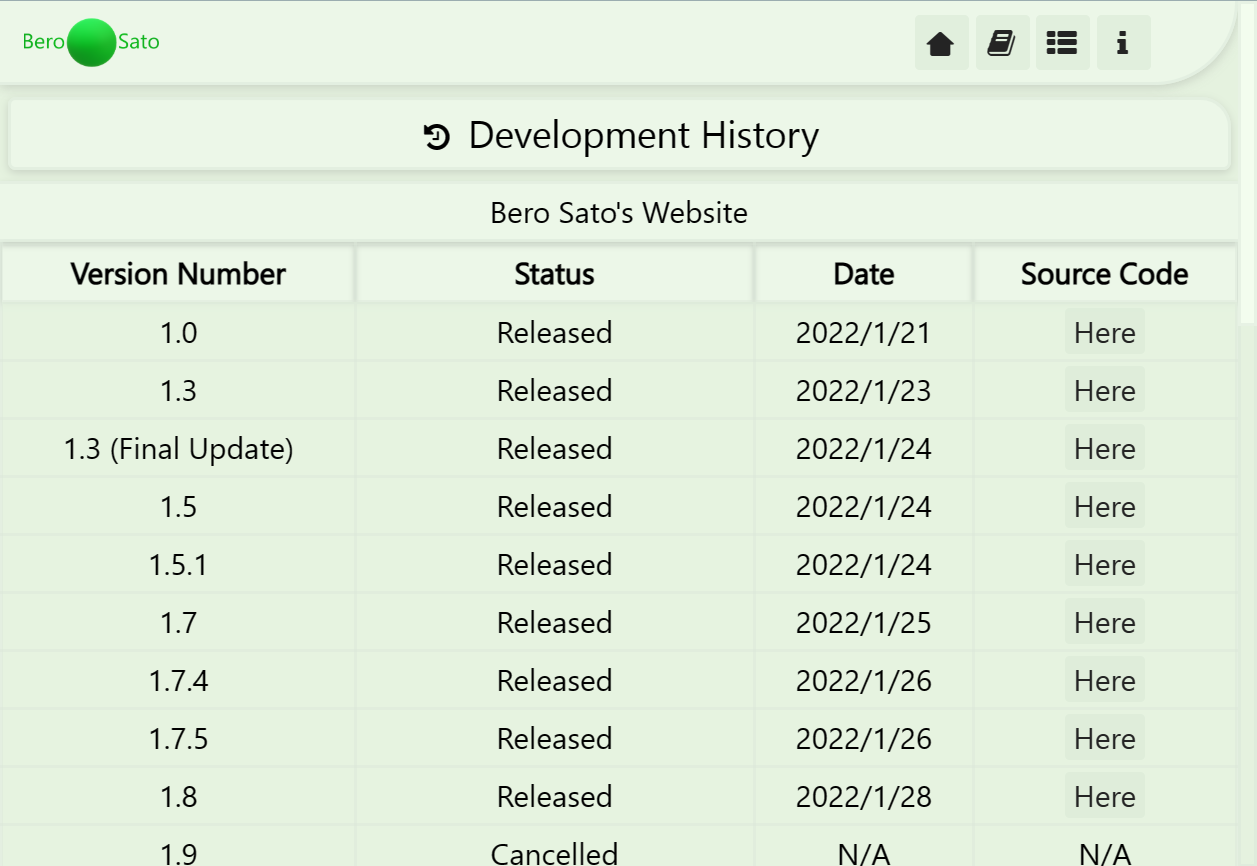 Bero Sato
Development History
Bero Sato's Website
Version Number Status Date Source Code
1.0 Released 2022/1/21 Here
1.3 Released 2022/1/23 Here
1.3 (Final Update) Released 2022/1/24 Here
1.5 Released 2022/1/24 Here
1.5.1 Released 2022/1/24 Here
1.7 Released 2022/1/25 Here
1.7.4 Released 2022/1/26 Here
1.7.5 Released 2022/1/26 Here
1.8 Released 2022/1/28 Here
1.9 Cancelled N/A N/A